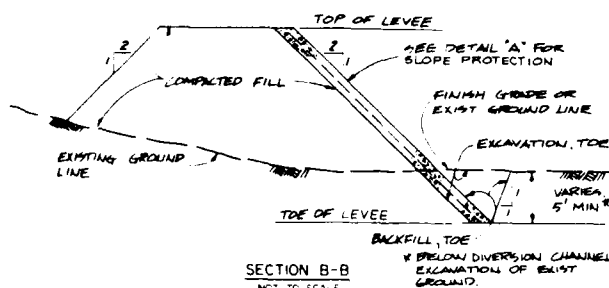 TOP OF LEVEE
2
1
2
1
SEE DETAIL "A" FOR
SLOPE PROTECTION
COMPACTED FILL
FINISH GRADE OR
EXIST GROUND LINE
EXCAVATION, TOE
EXISTING GROUND
LINE
VARIES
5' MIN *
1
1
TOE OF LEVEE
BACKFILL, TOE
* BELOW DIVERSION CHANNEL
EXCAVATION OF EXIST
GROUND.
SECTION B-B
NOT TO SCALE